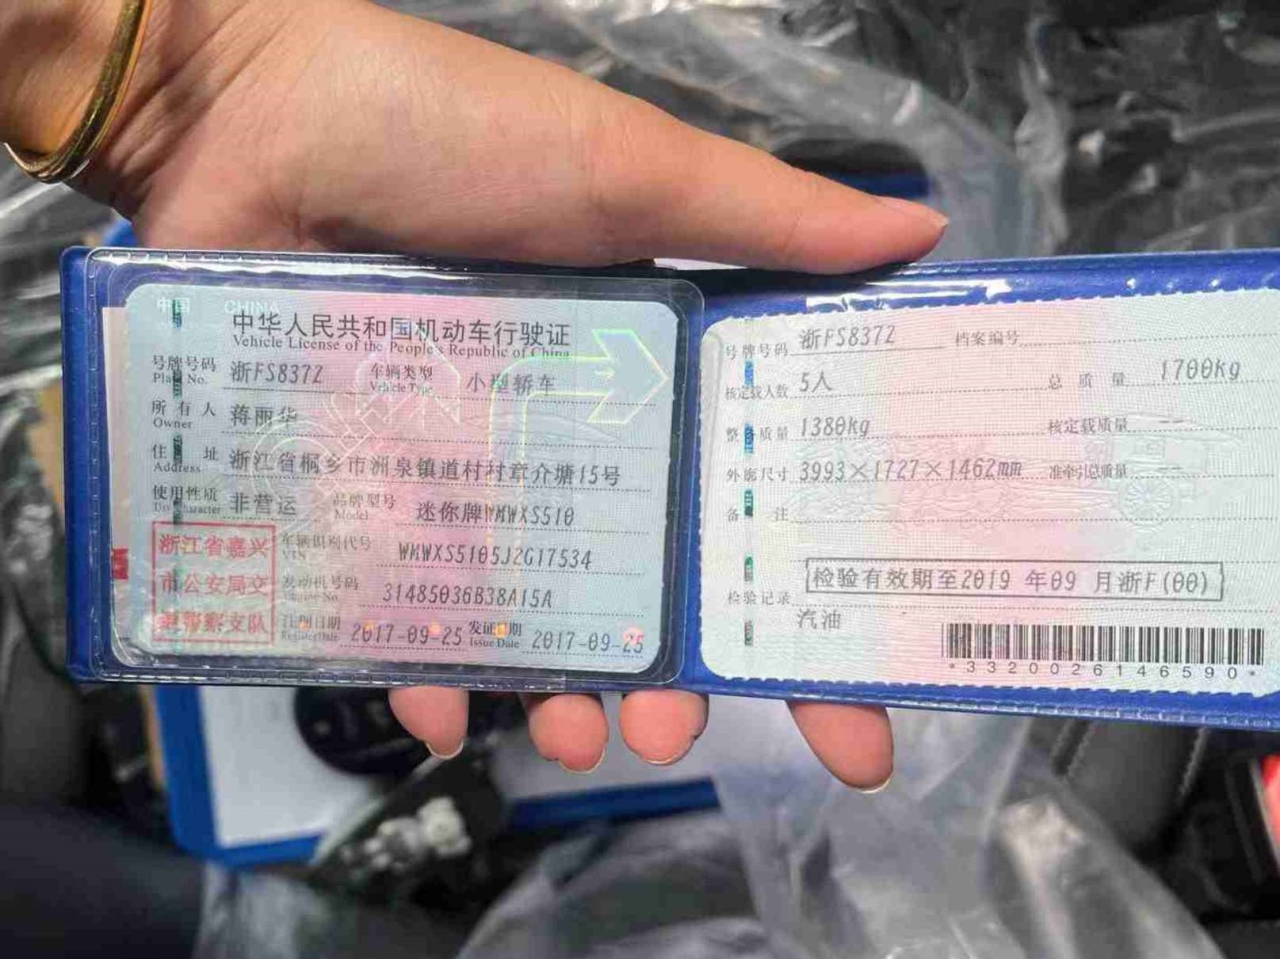 中国 CHINA
中华人民共和国机动车行驶证
Vehicle License of the People's Republic of China
号牌号码 浙FS837Z 车辆类型 小型轿车
Plate No. Vehicle Type
所有人 蒋丽华
Owner
住址 浙江省桐乡市洲泉镇道村村章介塘15号
Address
使用性质 非营运 品牌型号 迷你牌WMWXS510
Use Character Model
浙江省嘉兴
市公安局交
通警察支队
车辆识别代号 WMWXS5105J2G17534
VIN
发动机号码 31485036B38A15A
Engine No.
注册日期 2017-09-25 发证日期 2017-09-25
Register Date Issue Date
号牌号码 浙FS837Z 档案编号
核定载人数 5人 总质量 1700kg
整备质量 1380kg 核定载质量 --
外廓尺寸 3993×1727×1462mm 准牵引总质量 --
备注
检验有效期至2019年09月浙F(00)
检验记录
汽油
*3320026146590*